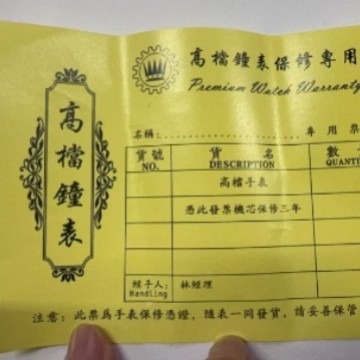 高檔鐘表
高檔鐘表保修專用
Premium Watch Warranty
名稱: 專用票
貨號 貨名 數
NO. DESCRIPTION QUANTI
高檔手表
憑此發票機芯保修三年
經手人: 林經理
Handling
注意: 此票爲手表保修憑證, 隨表一同發貨, 請妥善保管